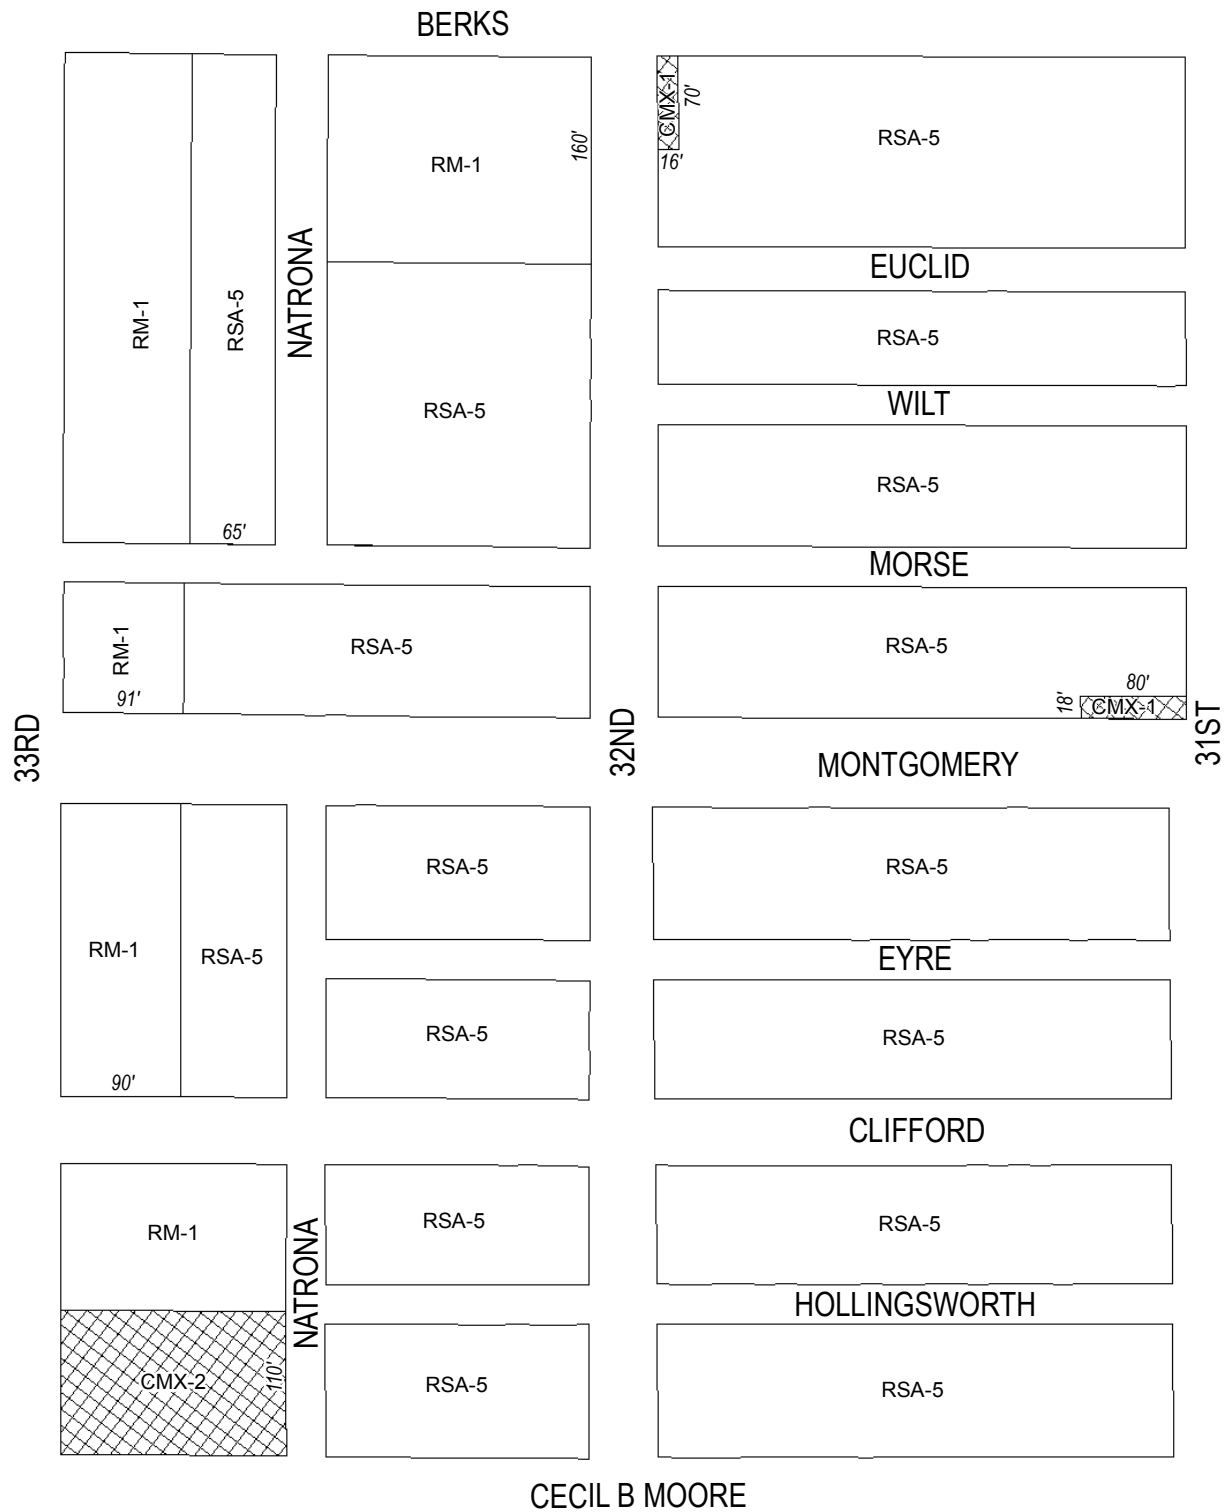 BERKS
CMX-1
70'
16'
RSA-5
RM-1
160'
RM-1
RSA-5
NATRONA
65'
RSA-5
EUCLID
RSA-5
WILT
RSA-5
MORSE
RM-1
91'
RSA-5
RSA-5
80'
18'
CMX-1
33RD
32ND
31ST
MONTGOMERY
RM-1
RSA-5
90'
RSA-5
RSA-5
EYRE
RSA-5
RSA-5
CLIFFORD
RM-1
NATRONA
RSA-5
RSA-5
HOLLINGSWORTH
CMX-2
110'
RSA-5
RSA-5
CECIL B MOORE